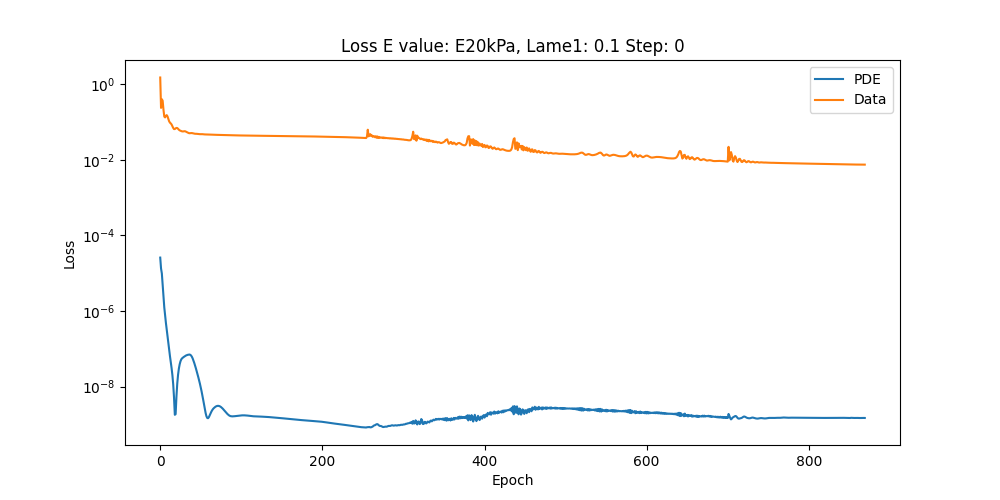 Loss E value: E20kPa, Lame1: 0.1 Step: 0
PDE
Data
10^0
10^-2
10^-4
10^-6
10^-8
Loss
0 200 400 600 800
Epoch